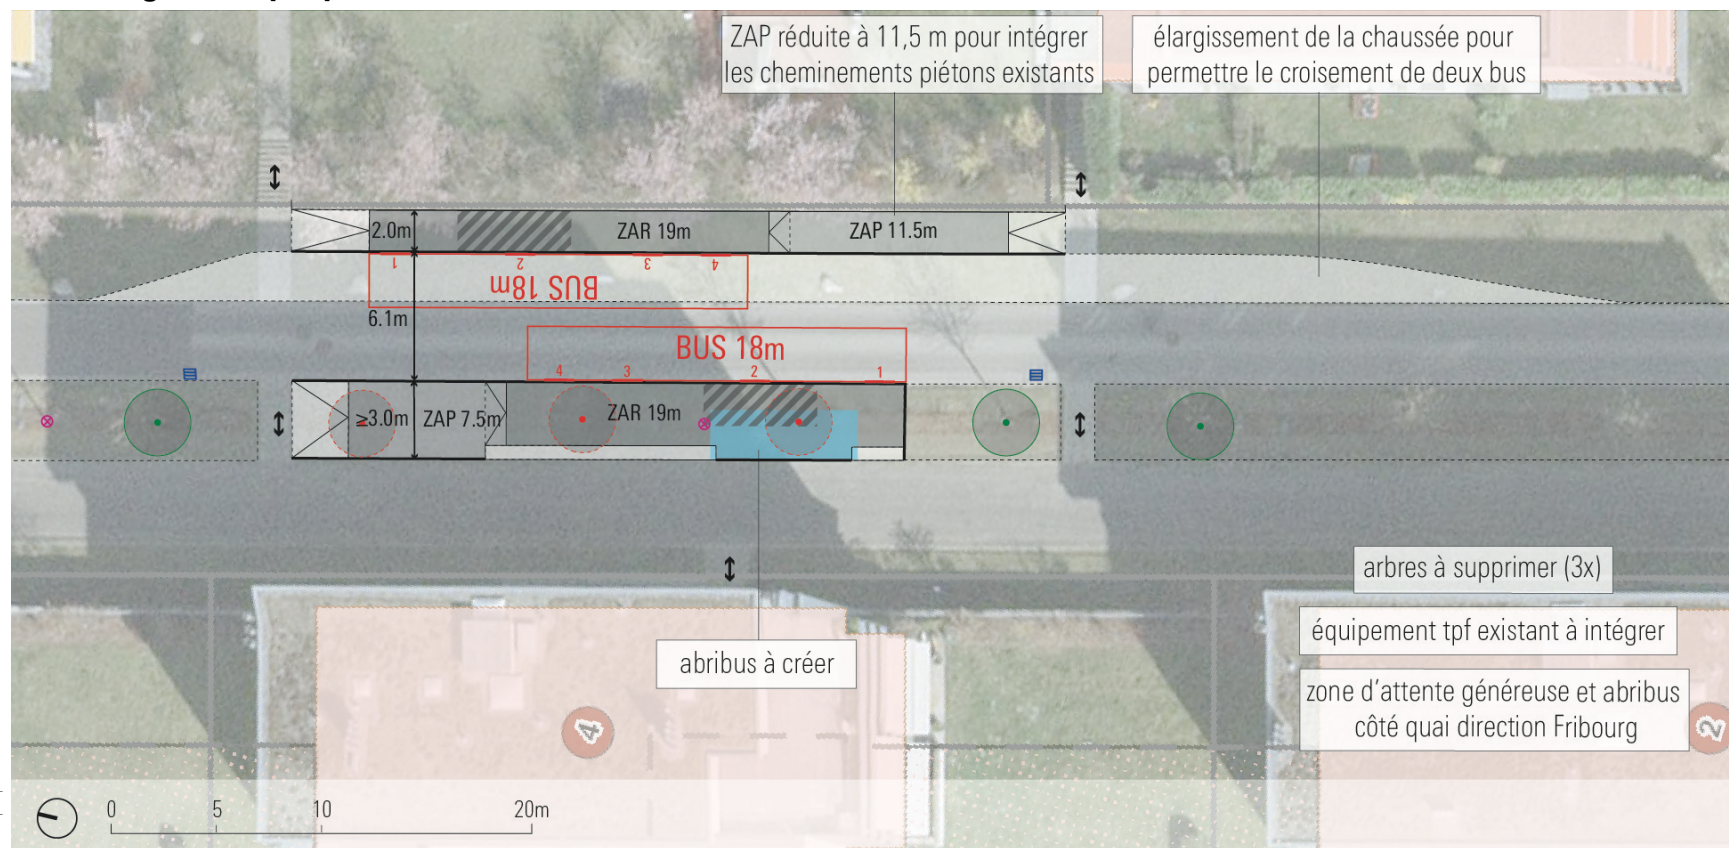 ZAP réduite à 11,5 m pour intégrer
les cheminements piétons existants
élargissement de la chaussée pour
permettre le croisement de deux bus
2.0m
ZAR 19m
ZAP 11.5m
1
2
3
4
BUS 18m
6.1m
BUS 18m
4
3
2
1
≥3.0m
ZAP 7.5m
ZAR 19m
arbres à supprimer (3x)
équipement tpf existant à intégrer
abribus à créer
zone d'attente généreuse et abribus
côté quai direction Fribourg
4
2
0
5
10
20m